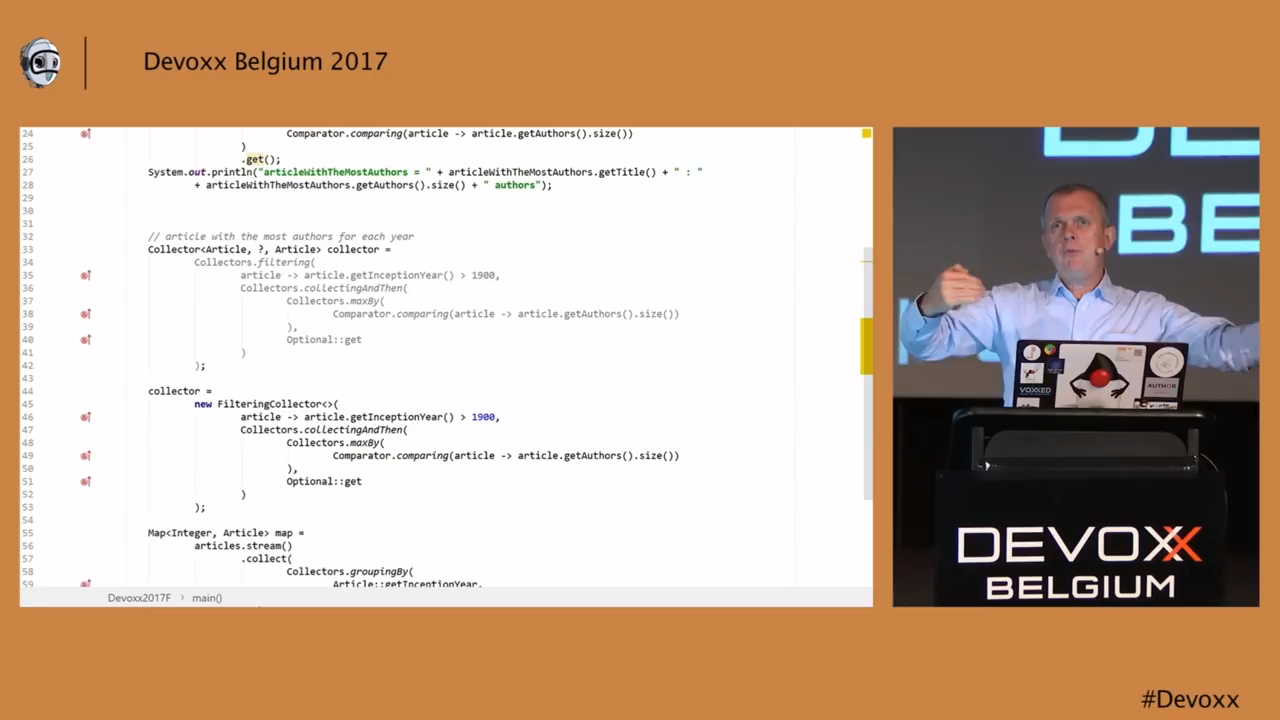 Devoxx Belgium 2017
24 Comparator.comparing(article -> article.getAuthors().size())
25 )
26 .get();
27 System.out.println("articleWithTheMostAuthors = " + articleWithTheMostAuthors.getTitle() + " : "
28 + articleWithTheMostAuthors.getAuthors().size() + " authors");
29
30
31
32 // article with the most authors for each year
33 Collector<Article, ?, Article> collector =
34 Collectors.filtering(
35 article -> article.getInceptionYear() > 1900,
36 Collectors.collectingAndThen(
37 Collectors.maxBy(
38 Comparator.comparing(article -> article.getAuthors().size())
39 ),
40 Optional::get
41 )
42 );
43
44 collector =
45 new FilteringCollector<>(
46 article -> article.getInceptionYear() > 1900,
47 Collectors.collectingAndThen(
48 Collectors.maxBy(
49 Comparator.comparing(article -> article.getAuthors().size())
50 ),
51 Optional::get
52 )
53 );
54
55 Map<Integer, Article> map =
56 articles.stream()
57 .collect(
58 Collectors.groupingBy(
59 Article::getInceptionYear,
Devoxx2017F > main()
BE
VOXXED
AUTHOR
DEVOXX
BELGIUM
#Devoxx